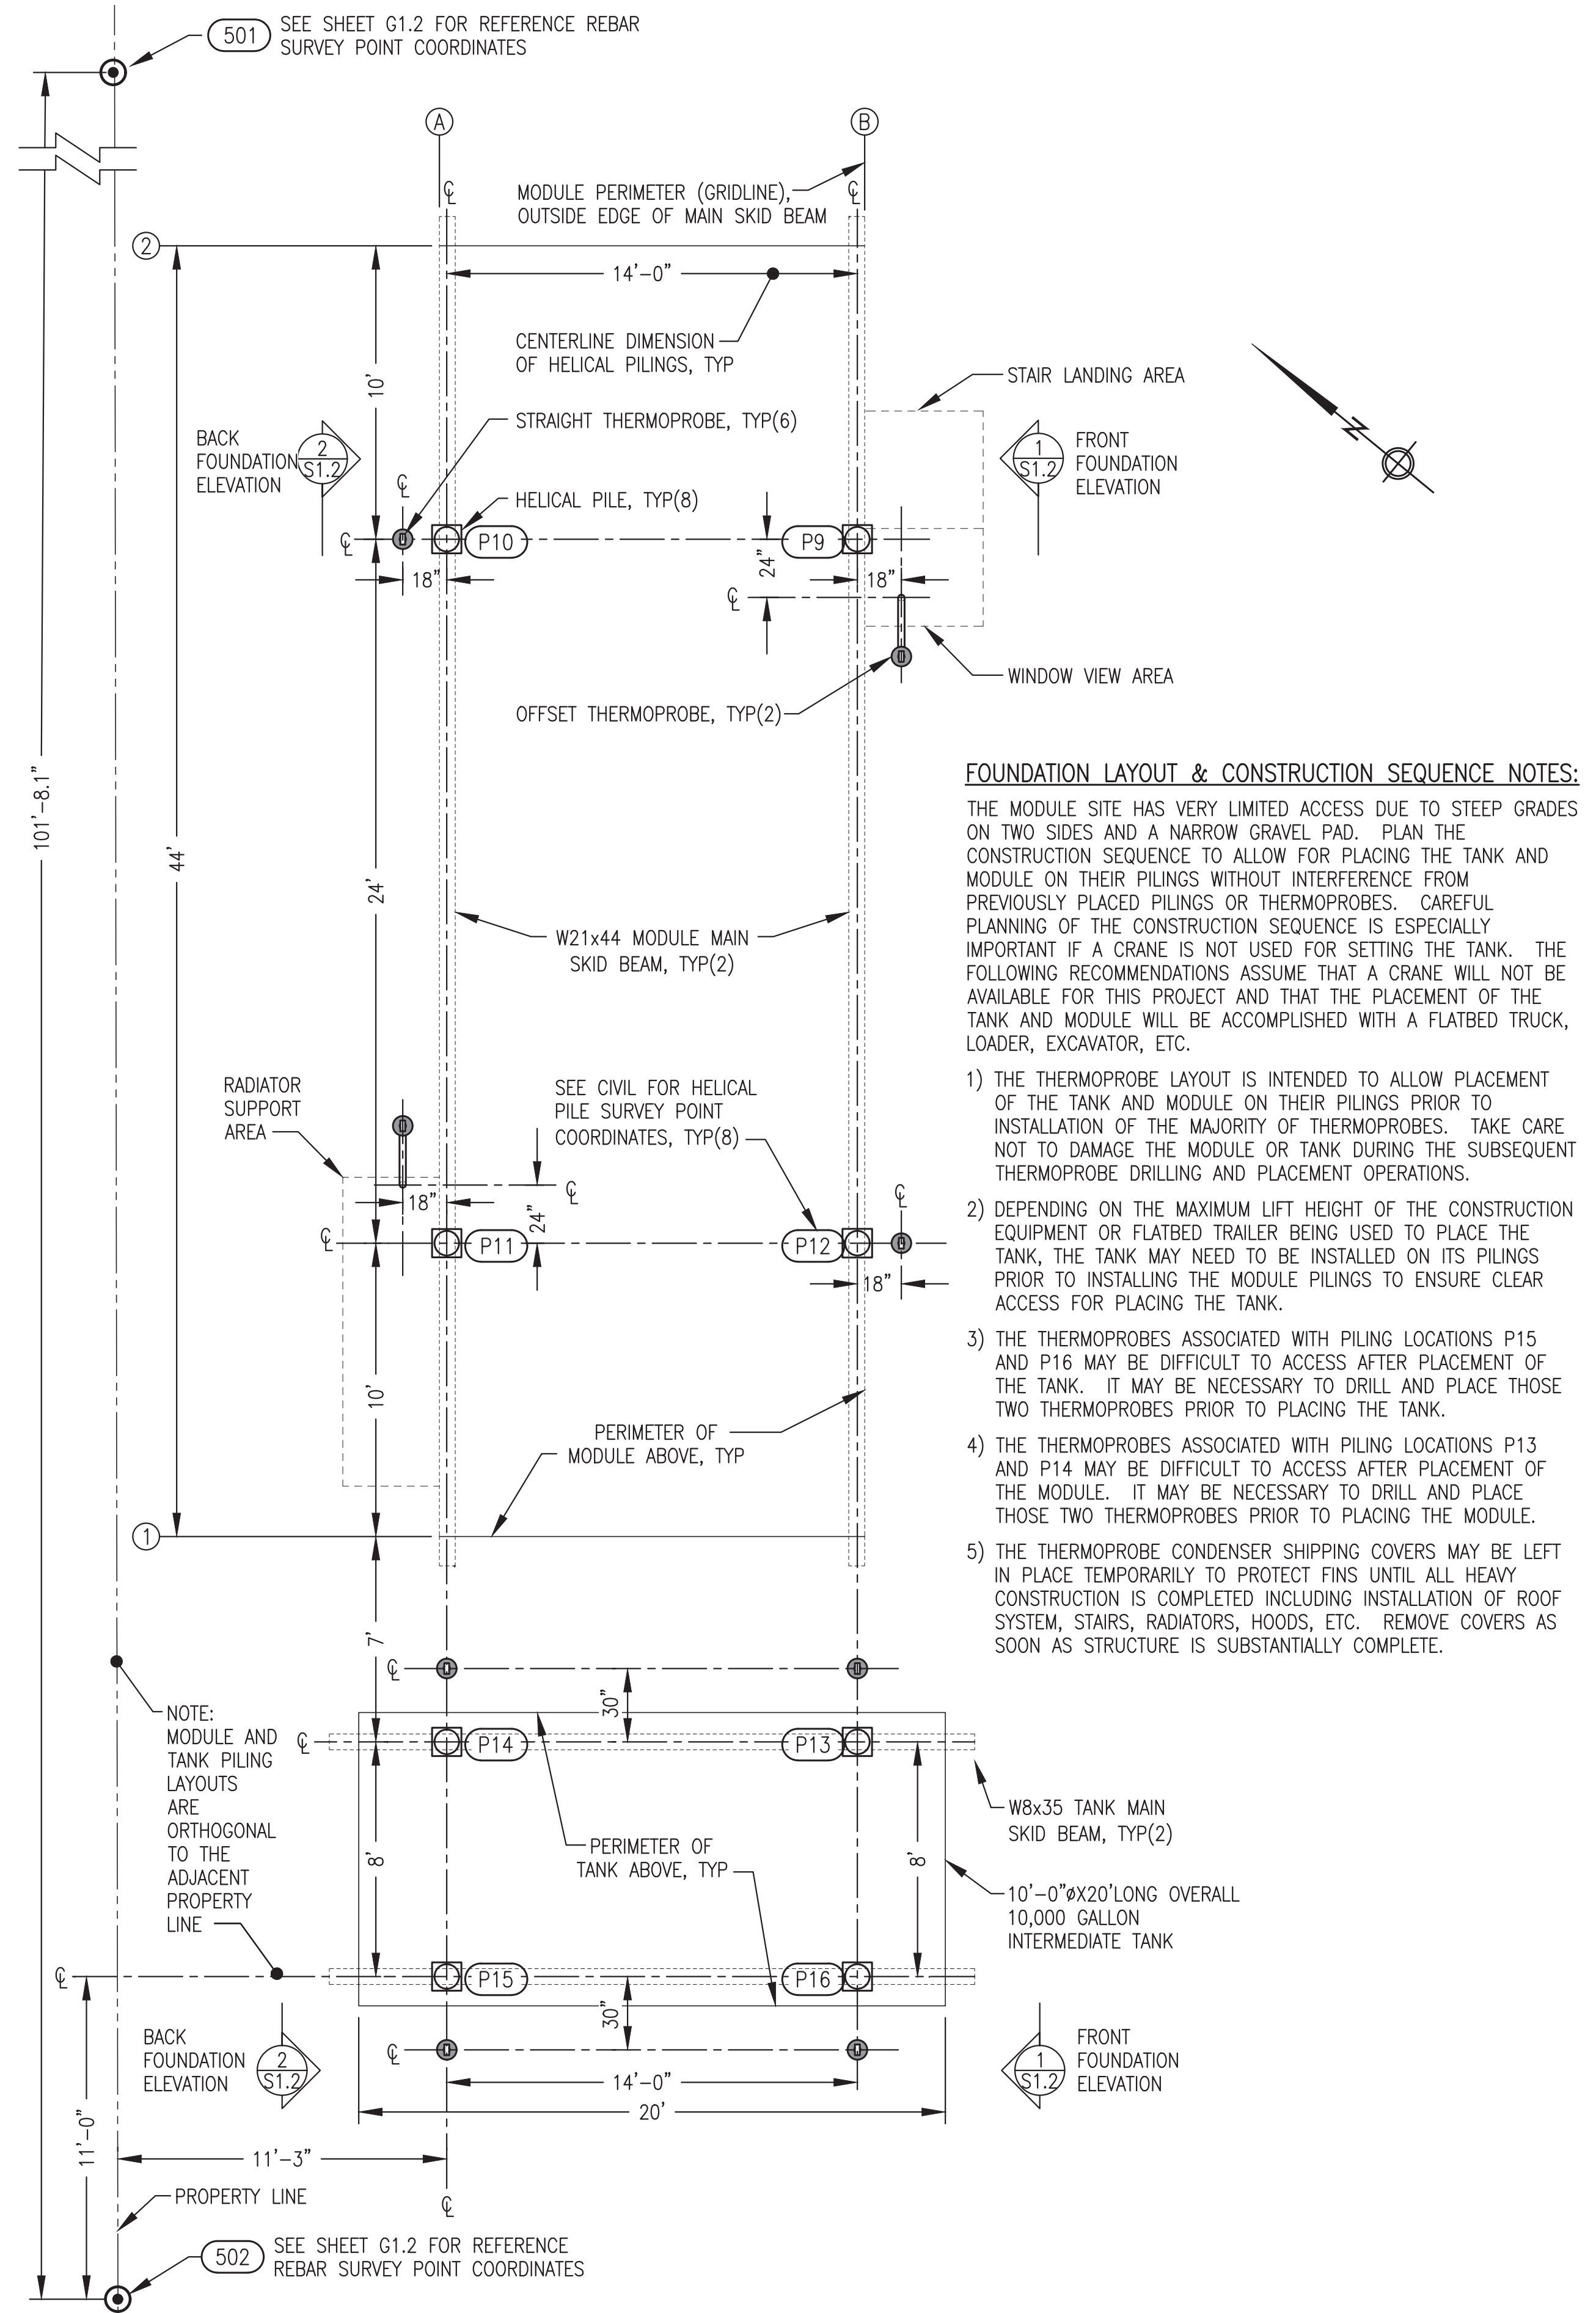 501
SEE SHEET G1.2 FOR REFERENCE REBAR
SURVEY POINT COORDINATES
A
B
℄
℄
MODULE PERIMETER (GRIDLINE),
OUTSIDE EDGE OF MAIN SKID BEAM
2
14'-0"
CENTERLINE DIMENSION
OF HELICAL PILINGS, TYP
10'
STAIR LANDING AREA
STRAIGHT THERMOPROBE, TYP(6)
BACK
FOUNDATION
ELEVATION
2
S1.2
1
S1.2
FRONT
FOUNDATION
ELEVATION
N
℄
HELICAL PILE, TYP(8)
℄
P10
P9
24"
18"
18"
℄
WINDOW VIEW AREA
OFFSET THERMOPROBE, TYP(2)
101'-8.1"
44'
24'
W21x44 MODULE MAIN
SKID BEAM, TYP(2)
FOUNDATION LAYOUT & CONSTRUCTION SEQUENCE NOTES:
THE MODULE SITE HAS VERY LIMITED ACCESS DUE TO STEEP GRADES
ON TWO SIDES AND A NARROW GRAVEL PAD. PLAN THE
CONSTRUCTION SEQUENCE TO ALLOW FOR PLACING THE TANK AND
MODULE ON THEIR PILINGS WITHOUT INTERFERENCE FROM
PREVIOUSLY PLACED PILINGS OR THERMOPROBES. CAREFUL
PLANNING OF THE CONSTRUCTION SEQUENCE IS ESPECIALLY
IMPORTANT IF A CRANE IS NOT USED FOR SETTING THE TANK. THE
FOLLOWING RECOMMENDATIONS ASSUME THAT A CRANE WILL NOT BE
AVAILABLE FOR THIS PROJECT AND THAT THE PLACEMENT OF THE
TANK AND MODULE WILL BE ACCOMPLISHED WITH A FLATBED TRUCK,
LOADER, EXCAVATOR, ETC.
1) THE THERMOPROBE LAYOUT IS INTENDED TO ALLOW PLACEMENT
OF THE TANK AND MODULE ON THEIR PILINGS PRIOR TO
INSTALLATION OF THE MAJORITY OF THERMOPROBES. TAKE CARE
NOT TO DAMAGE THE MODULE OR TANK DURING THE SUBSEQUENT
THERMOPROBE DRILLING AND PLACEMENT OPERATIONS.
2) DEPENDING ON THE MAXIMUM LIFT HEIGHT OF THE CONSTRUCTION
EQUIPMENT OR FLATBED TRAILER BEING USED TO PLACE THE
TANK, THE TANK MAY NEED TO BE INSTALLED ON ITS PILINGS
PRIOR TO INSTALLING THE MODULE PILINGS TO ENSURE CLEAR
ACCESS FOR PLACING THE TANK.
3) THE THERMOPROBES ASSOCIATED WITH PILING LOCATIONS P15
AND P16 MAY BE DIFFICULT TO ACCESS AFTER PLACEMENT OF
THE TANK. IT MAY BE NECESSARY TO DRILL AND PLACE THOSE
TWO THERMOPROBES PRIOR TO PLACING THE TANK.
4) THE THERMOPROBES ASSOCIATED WITH PILING LOCATIONS P13
AND P14 MAY BE DIFFICULT TO ACCESS AFTER PLACEMENT OF
THE MODULE. IT MAY BE NECESSARY TO DRILL AND PLACE
THOSE TWO THERMOPROBES PRIOR TO PLACING THE MODULE.
5) THE THERMOPROBE CONDENSER SHIPPING COVERS MAY BE LEFT
IN PLACE TEMPORARILY TO PROTECT FINS UNTIL ALL HEAVY
CONSTRUCTION IS COMPLETED INCLUDING INSTALLATION OF ROOF
SYSTEM, STAIRS, RADIATORS, HOODS, ETC. REMOVE COVERS AS
SOON AS STRUCTURE IS SUBSTANTIALLY COMPLETE.
RADIATOR
SUPPORT
AREA
SEE CIVIL FOR HELICAL
PILE SURVEY POINT
COORDINATES, TYP(8)
18"
℄
24"
℄
℄
P11
P12
18"
10'
PERIMETER OF
MODULE ABOVE, TYP
1
7'
℄
30"
NOTE:
MODULE AND
TANK PILING
LAYOUTS
ARE
ORTHOGONAL
TO THE
ADJACENT
PROPERTY
LINE
℄
P14
P13
W8x35 TANK MAIN
SKID BEAM, TYP(2)
PERIMETER OF
TANK ABOVE, TYP
8'
8'
10'-0"øX20'LONG OVERALL
10,000 GALLON
INTERMEDIATE TANK
℄
P15
P16
30"
BACK
FOUNDATION
ELEVATION
2
S1.2
℄
1
S1.2
FRONT
FOUNDATION
ELEVATION
14'-0"
20'
11'-0"
11'-3"
PROPERTY LINE
℄
502
SEE SHEET G1.2 FOR REFERENCE
REBAR SURVEY POINT COORDINATES